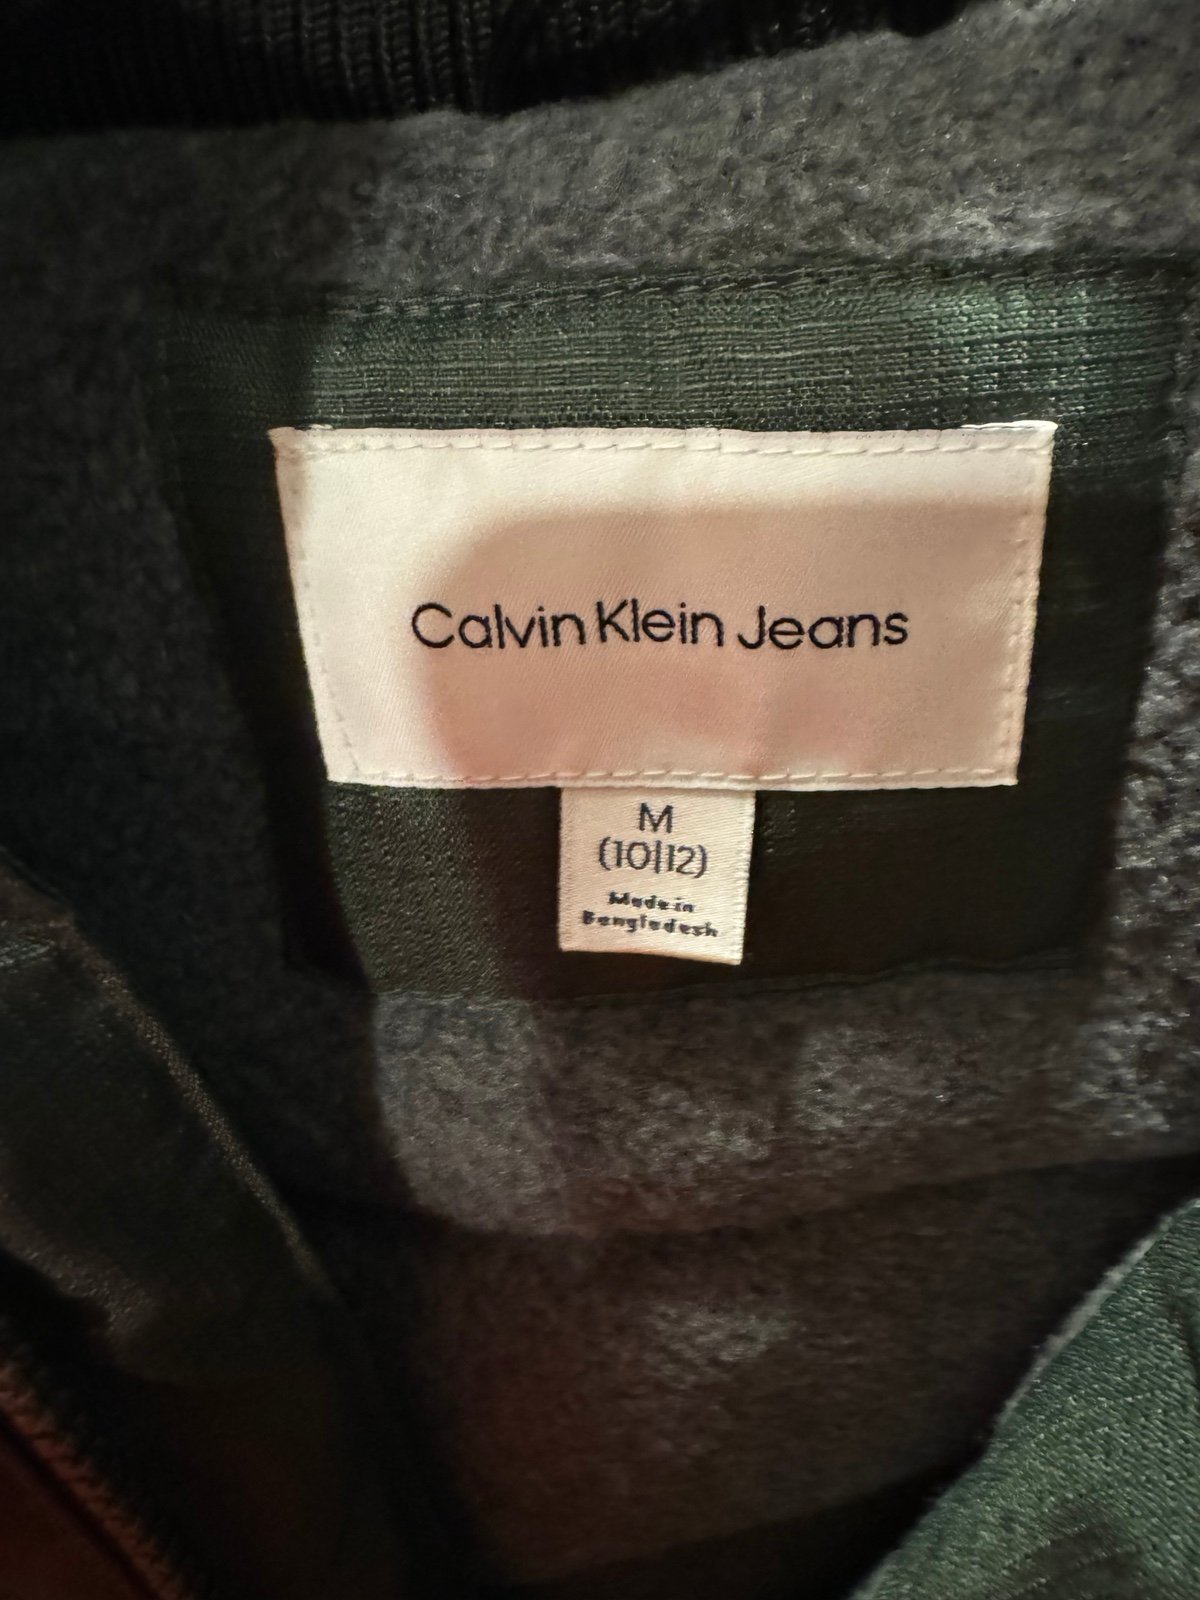 Calvin Klein Jeans
M
(10|12)
Made in
Bangladesh